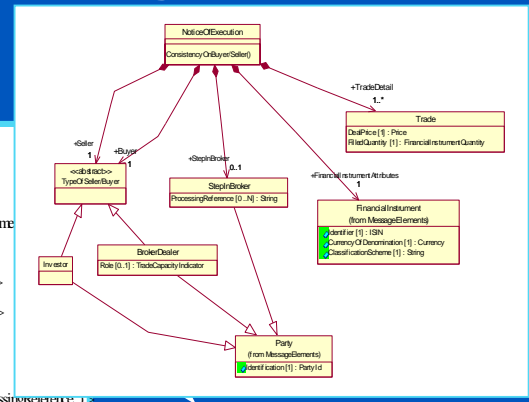 NoticeOfExecution
ConsistencyOnBuyer/Seller()
+TradeDetail
1..*
Trade
DealPrice [1] : Price
FilledQuantity [1] : FinancialInstrumentQuantity
+Seller
1
+Buyer
1
+StepInBroker
0..1
+FinancialInstrumentAttributes
1
<<abstract>>
TypeOfSeller/Buyer
StepInBroker
ProcessingReference [0...N] : String
FinancialInstrument
(from MessageElements)
Identifier [1] : ISIN
CurrencyOfDenomination [1] : Currency
ClassificationScheme [1] : String
Investor
BrokerDealer
Role [0..1] : TradeCapacityIndicator
Party
(from MessageElements)
Identification [1] : PartyId